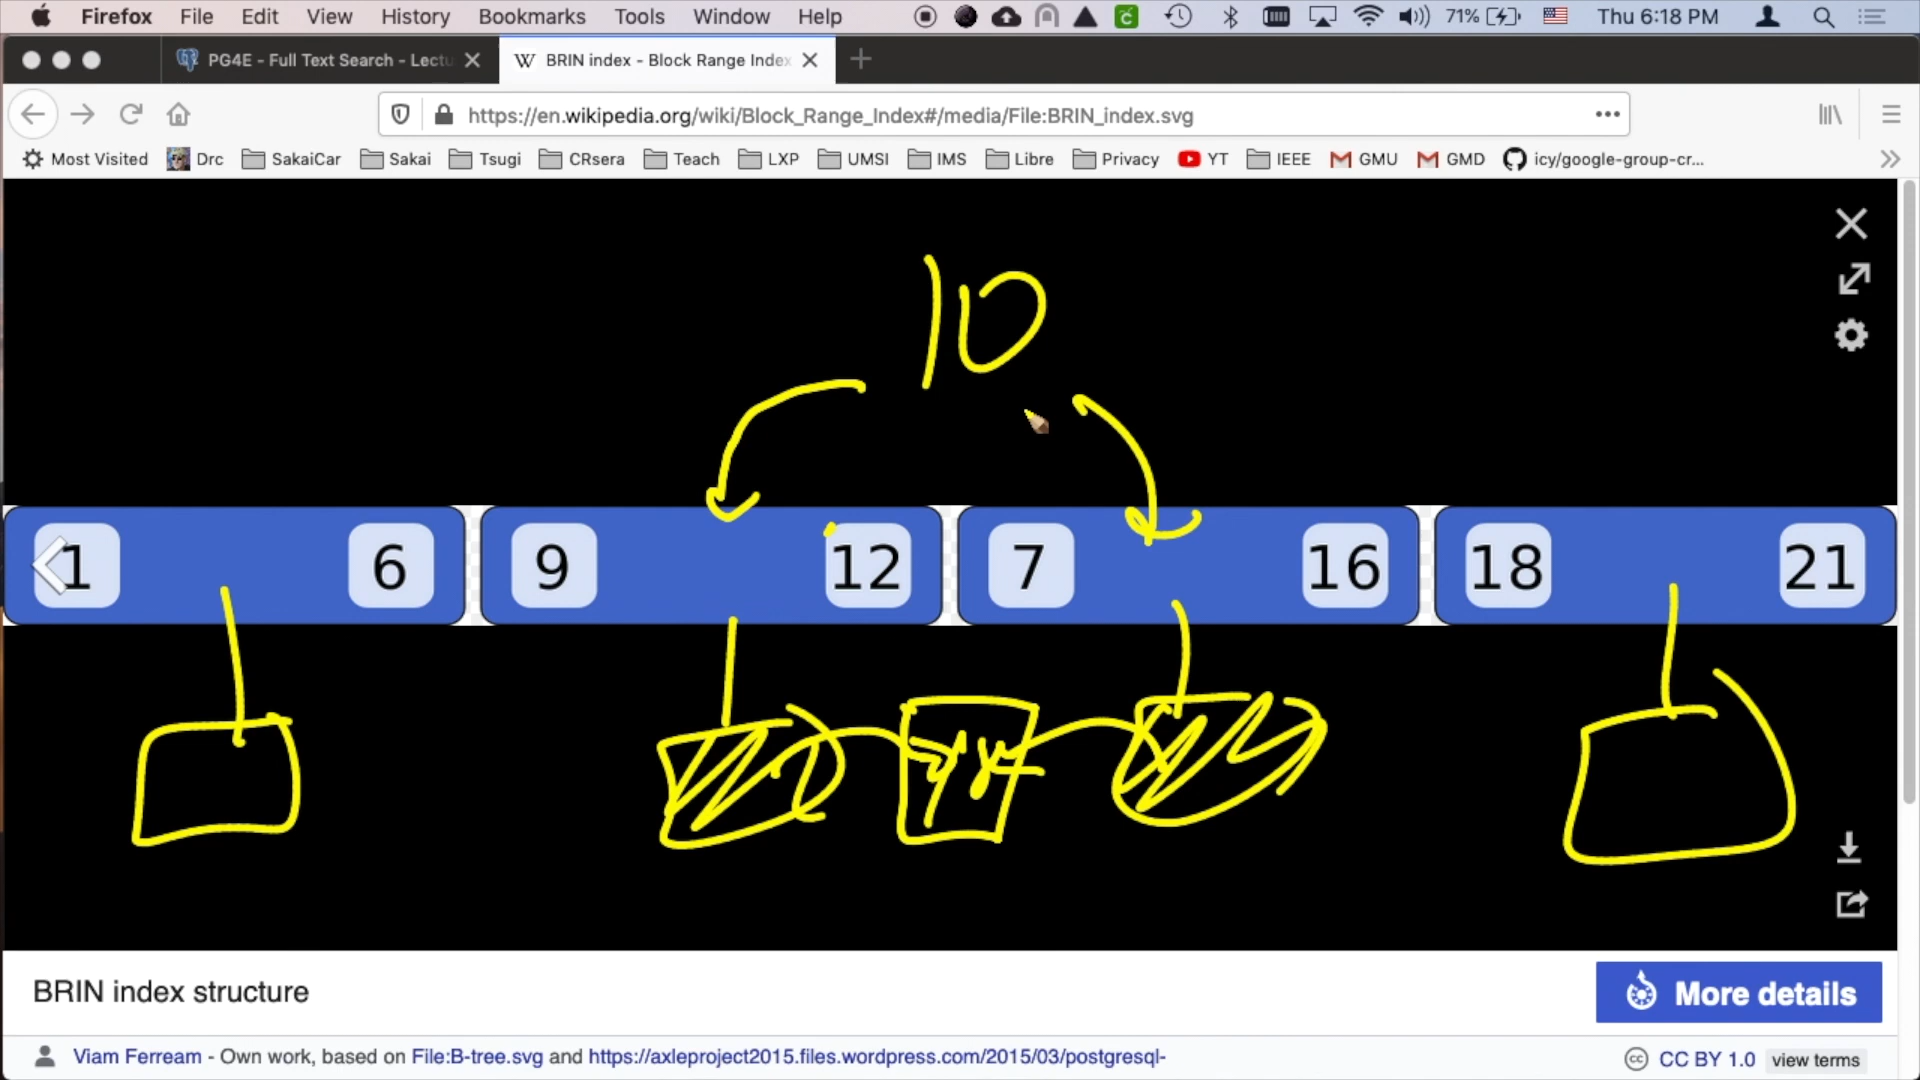 Firefox File Edit View History Bookmarks Tools Window Help 71% Thu 6:18 PM
PG4E - Full Text Search - Lectu W BRIN index - Block Range Index
https://en.wikipedia.org/wiki/Block_Range_Index#/media/File:BRIN_index.svg
Most Visited Drc SakaiCar Sakai Tsugi CRsera Teach LXP UMSI IMS Libre Privacy YT IEEE GMU GMD icy/google-group-cr...
10
1 6 9 12 7 16 18 21
BRIN index structure
More details
Viam Ferream - Own work, based on File:B-tree.svg and https://axleproject2015.files.wordpress.com/2015/03/postgresql-
cc CC BY 1.0 view terms